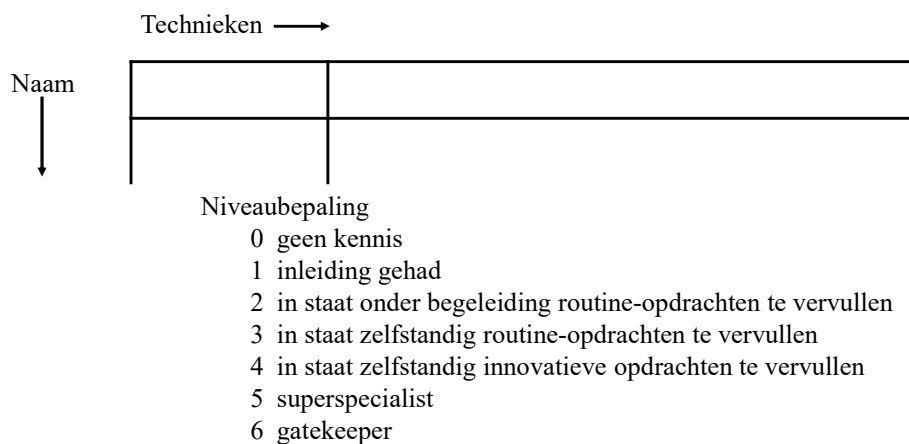 Technieken
Naam
Niveaubepaling
0 geen kennis
1 inleiding gehad
2 in staat onder begeleiding routine-opdrachten te vervullen
3 in staat zelfstandig routine-opdrachten te vervullen
4 in staat zelfstandig innovatieve opdrachten te vervullen
5 superspecialist
6 gatekeeper